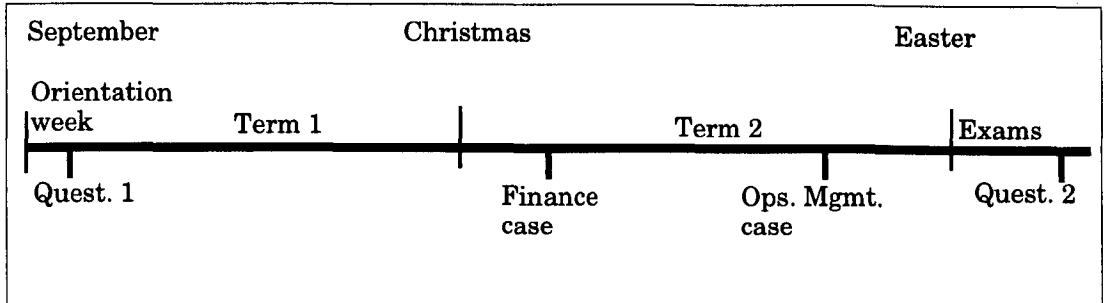 September Christmas Easter
Orientation
week Term 1 Term 2 Exams
Quest. 1 Finance Ops. Mgmt. Quest. 2
case case